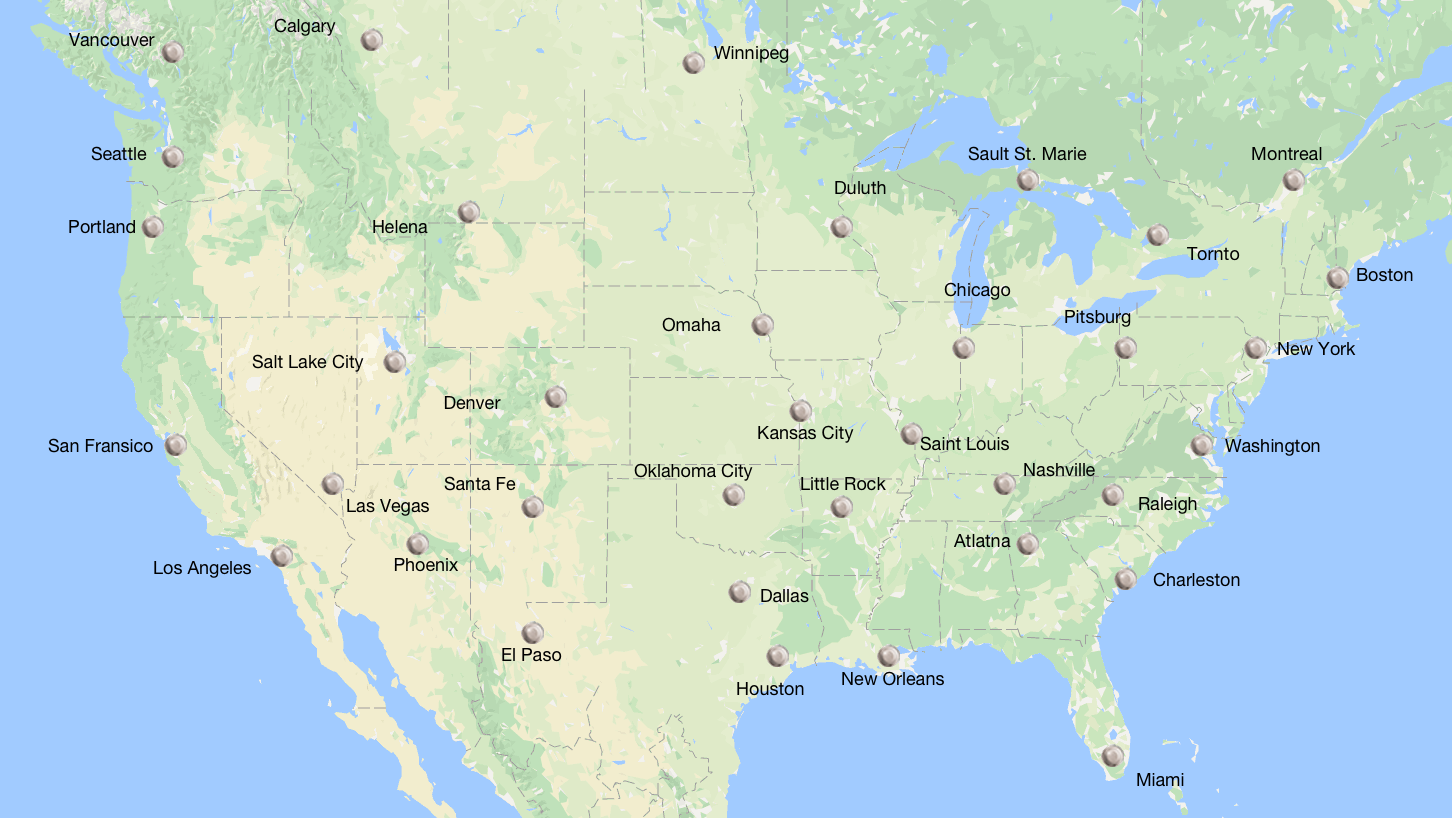 Calgary
Vancouver
Winnipeg
Seattle
Sault St. Marie
Montreal
Duluth
Portland
Helena
Tornto
Boston
Chicago
Pitsburg
Omaha
New York
Salt Lake City
Denver
Kansas City
San Fransico
Saint Louis
Washington
Oklahoma City
Nashville
Santa Fe
Little Rock
Las Vegas
Raleigh
Atlatna
Phoenix
Los Angeles
Charleston
Dallas
El Paso
New Orleans
Houston
Miami